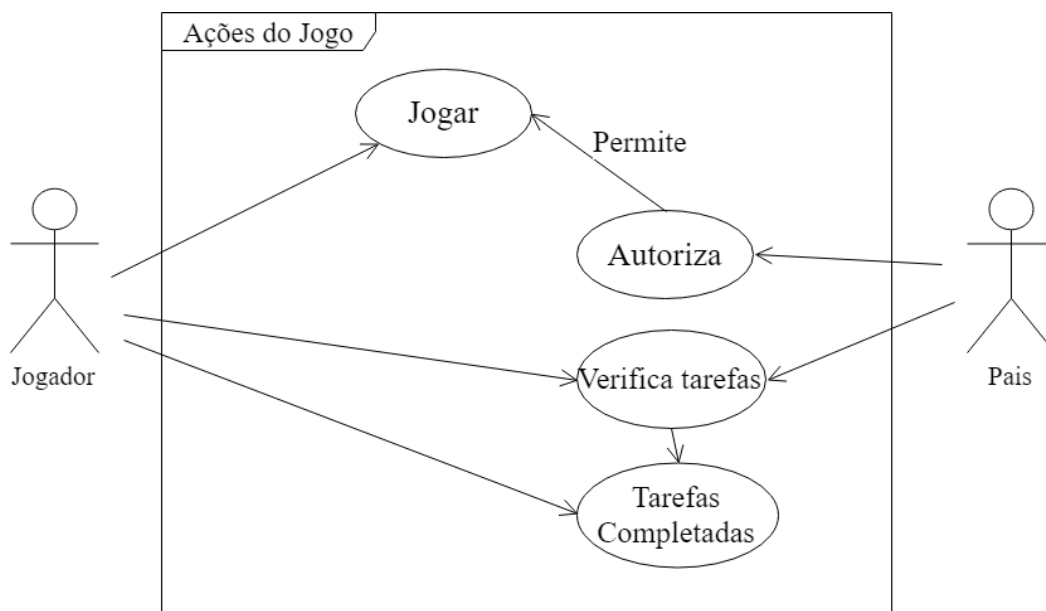 Ações do Jogo
Jogar
Permite
Autoriza
Jogador
Verifica tarefas
Pais
Tarefas
Completadas